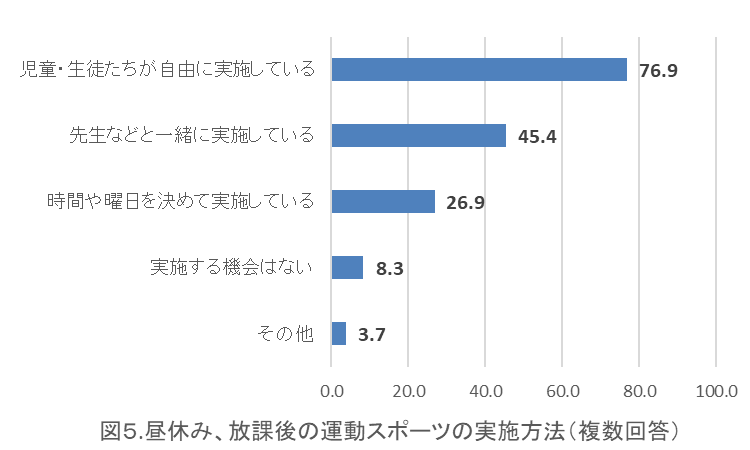 児童・生徒たちが自由に実施している 76.9
先生などと一緒に実施している 45.4
時間や曜日を決めて実施している 26.9
実施する機会はない 8.3
その他 3.7
0.0 20.0 40.0 60.0 80.0 100.0
図5.昼休み、放課後の運動スポーツの実施方法（複数回答）